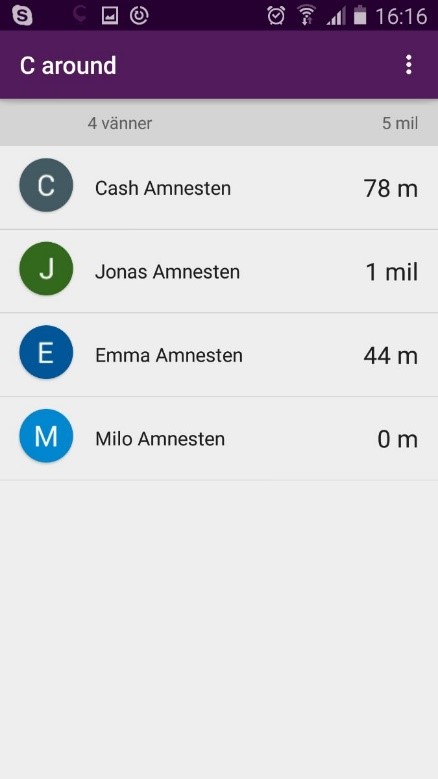 16:16
C around
4 vänner 5 mil
C Cash Amnesten 78 m
J Jonas Amnesten 1 mil
E Emma Amnesten 44 m
M Milo Amnesten 0 m